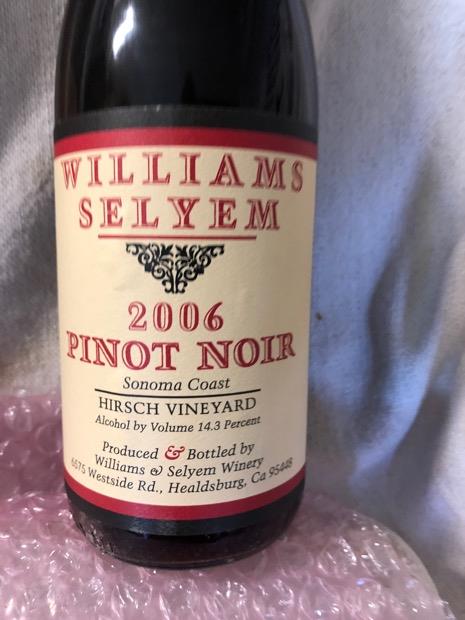 WILLIAMS
SELYEM
2006
PINOT NOIR
Sonoma Coast
HIRSCH VINEYARD
Alcohol by Volume 14.3 Percent
Produced & Bottled by
Williams & Selyem Winery
6575 Westside Rd., Healdsburg, Ca 95448